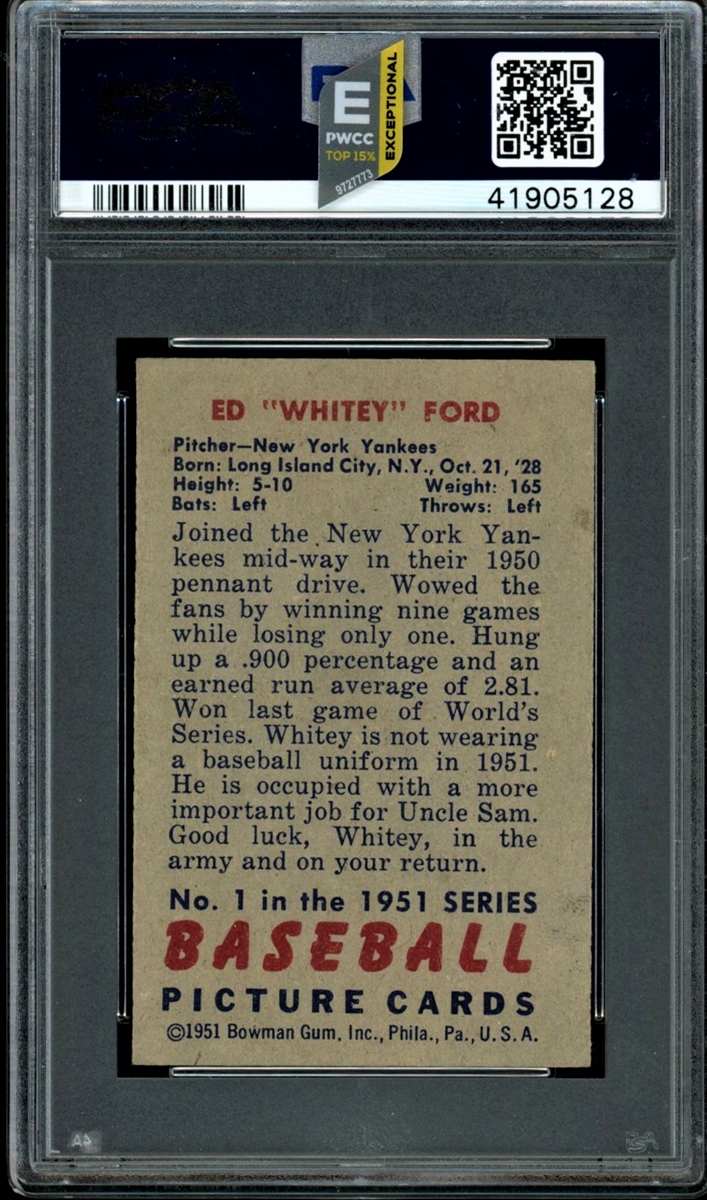 PSA
E
PWCC
TOP 15%
EXCEPTIONAL
9727773
41905128
ED "WHITEY" FORD
Pitcher—New York Yankees
Born: Long Island City, N.Y., Oct. 21, '28
Height: 5-10 Weight: 165
Bats: Left Throws: Left
Joined the New York Yan-
kees mid-way in their 1950
pennant drive. Wowed the
fans by winning nine games
while losing only one. Hung
up a .900 percentage and an
earned run average of 2.81.
Won last game of World's
Series. Whitey is not wearing
a baseball uniform in 1951.
He is occupied with a more
important job for Uncle Sam.
Good luck, Whitey, in the
army and on your return.
No. 1 in the 1951 SERIES
BASEBALL
PICTURE CARDS
©1951 Bowman Gum, Inc., Phila., Pa., U.S.A.
PSA